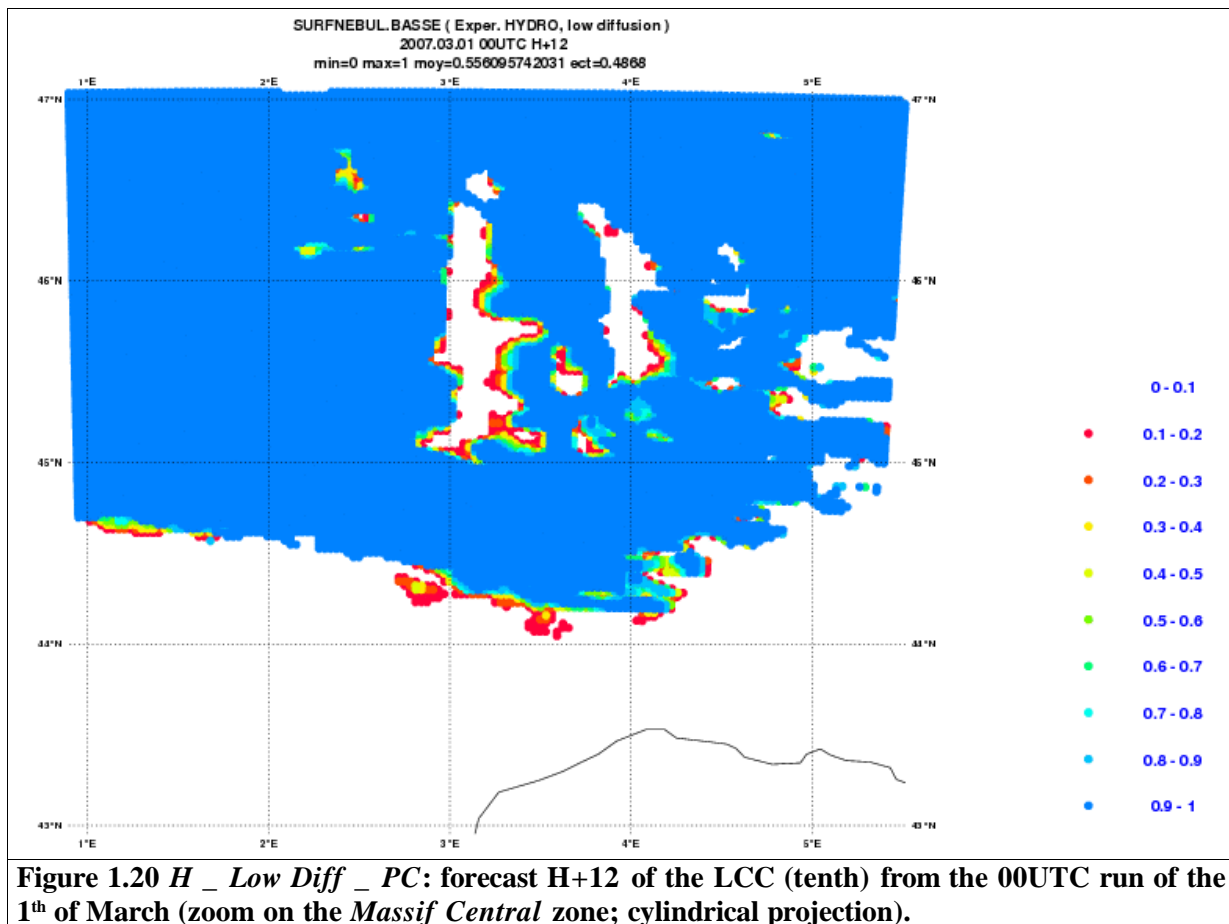 SURFNEBUL.BASSE ( Exper. HYDRO, low diffusion )
2007.03.01 00UTC H+12
min=0 max=1 moy=0.556095742031 ect=0.4868
1°E 2°E 3°E 4°E 5°E
47°N 47°N
46°N 46°N
45°N 45°N
44°N 44°N
43°N 43°N
1°E 2°E 3°E 4°E 5°E
0 - 0.1
0.1 - 0.2
0.2 - 0.3
0.3 - 0.4
0.4 - 0.5
0.5 - 0.6
0.6 - 0.7
0.7 - 0.8
0.8 - 0.9
0.9 - 1
Figure 1.20 H _ Low Diff _ PC: forecast H+12 of the LCC (tenth) from the 00UTC run of the
1th of March (zoom on the Massif Central zone; cylindrical projection).